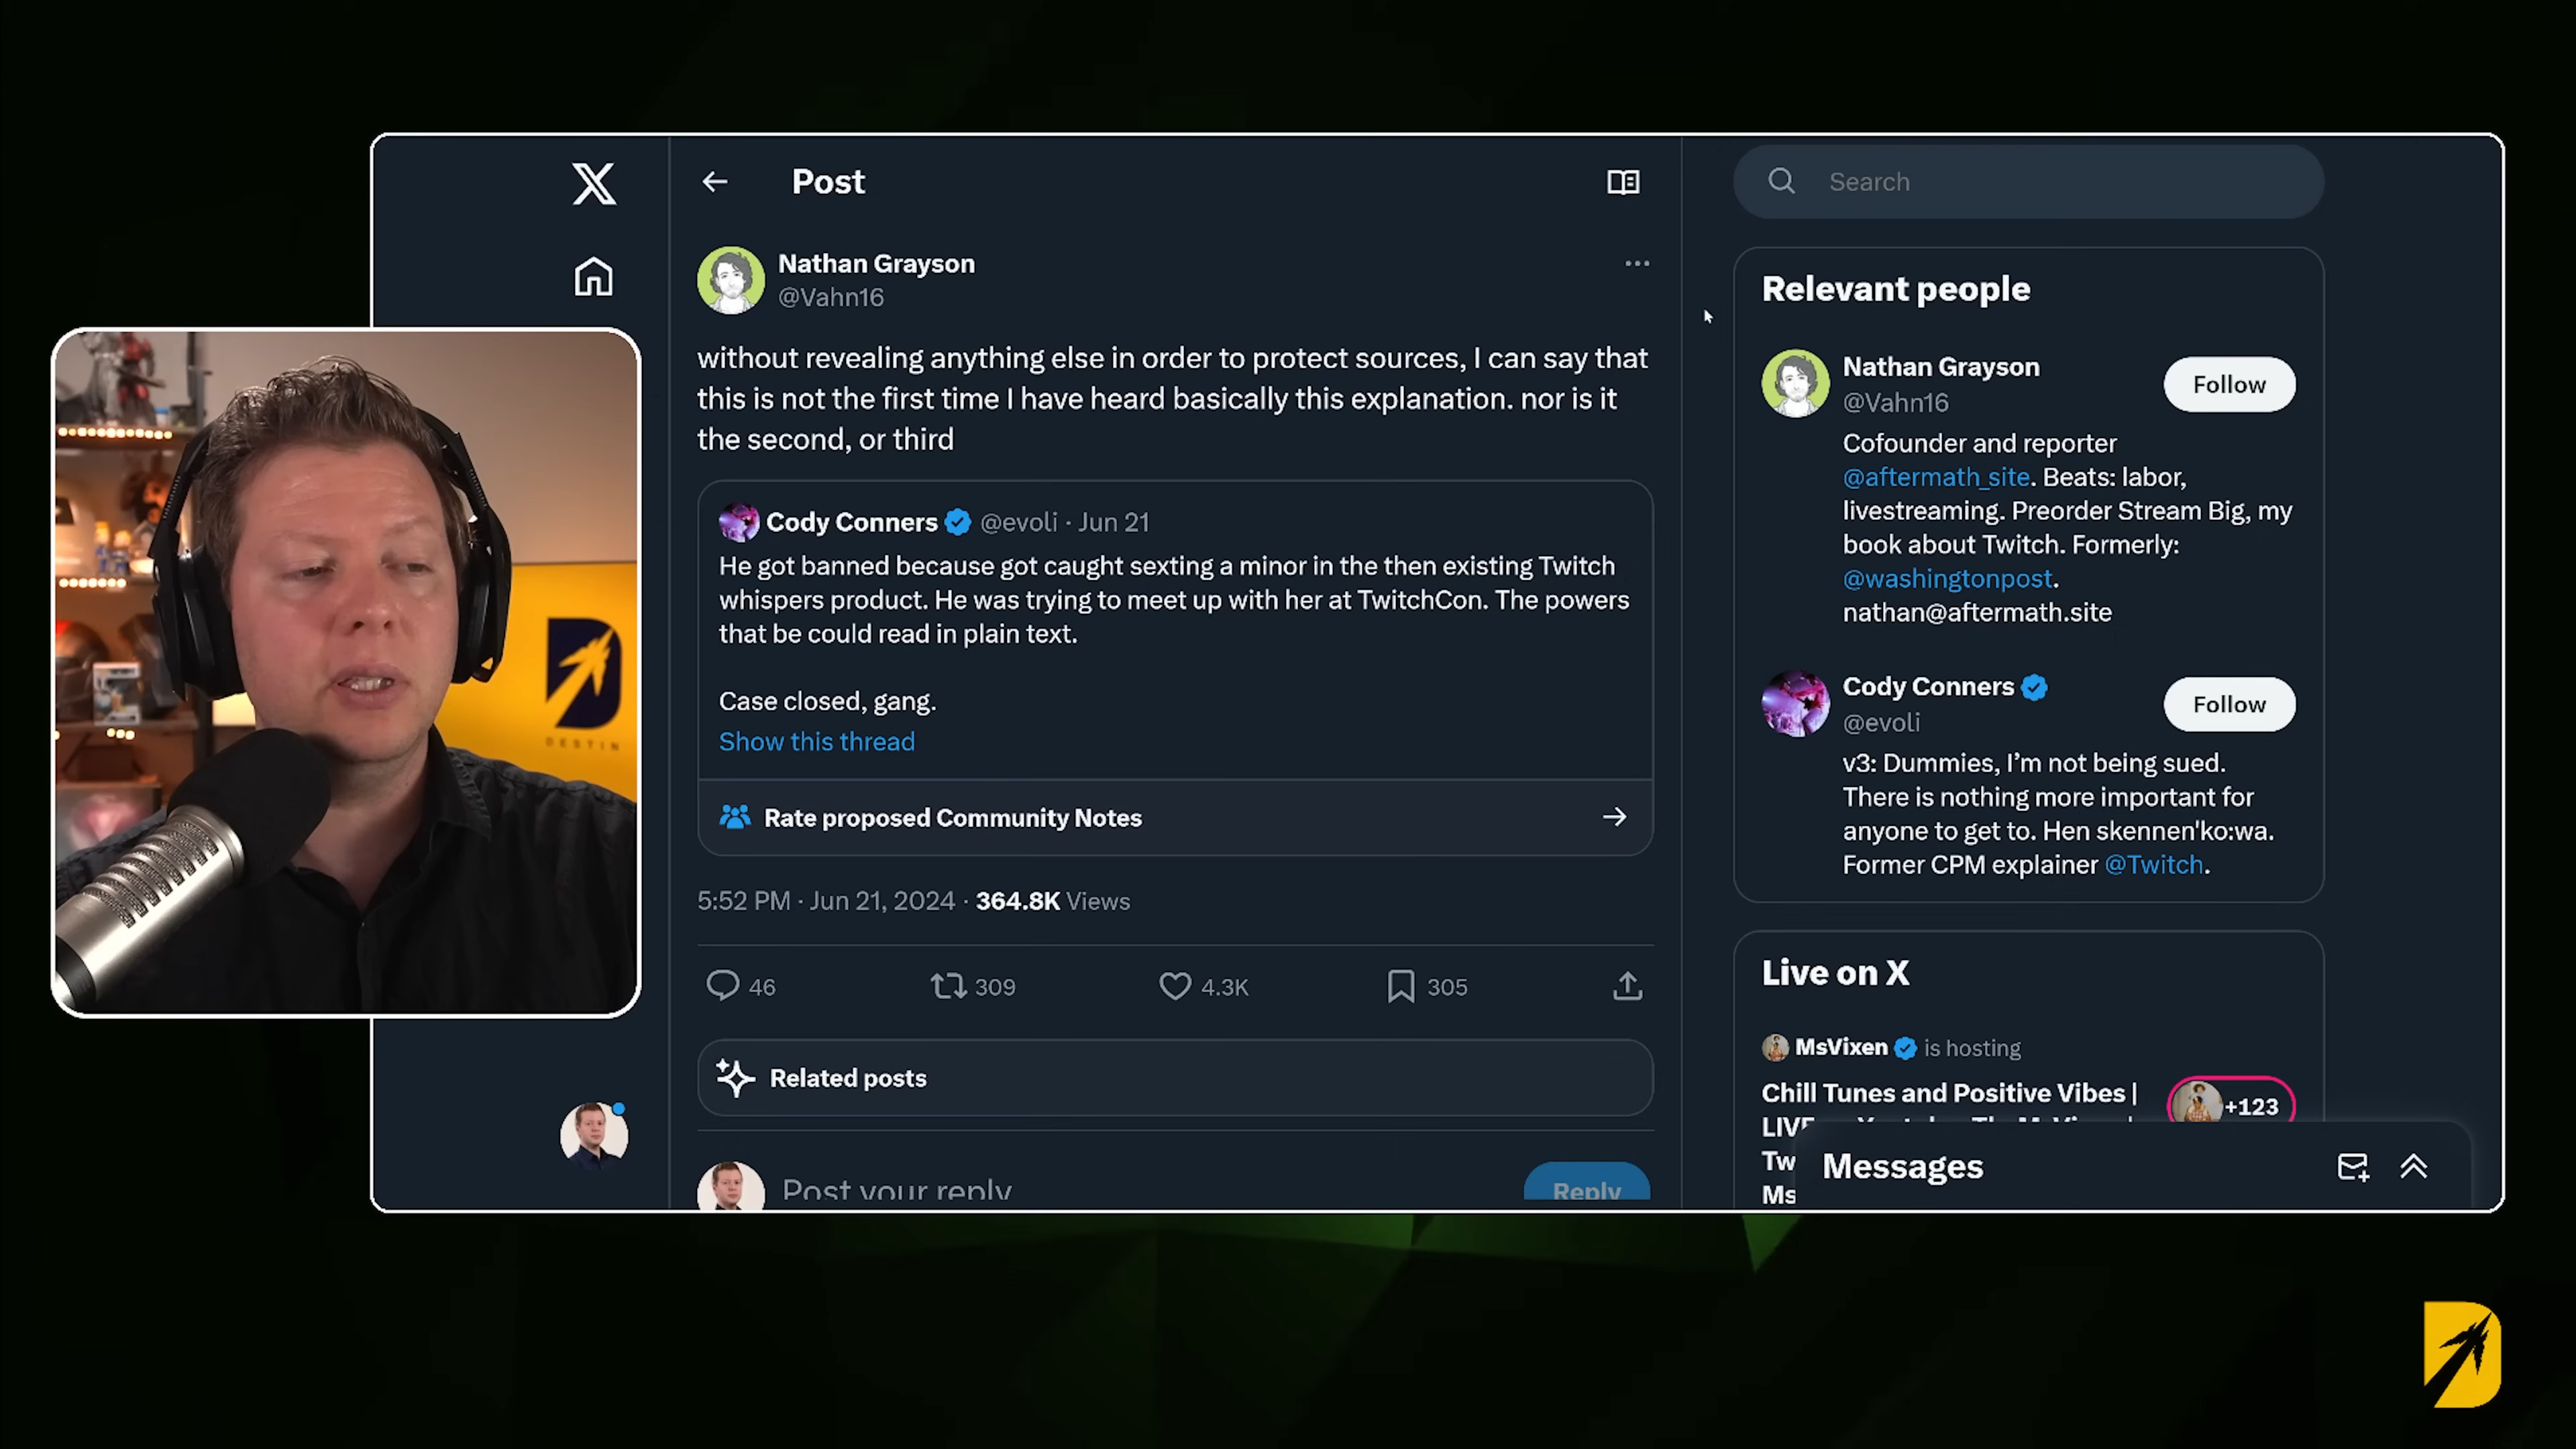 Post
Nathan Grayson
@Vahn16
without revealing anything else in order to protect sources, I can say that
this is not the first time I have heard basically this explanation. nor is it
the second, or third
Cody Conners @evoli · Jun 21
He got banned because got caught sexting a minor in the then existing Twitch
whispers product. He was trying to meet up with her at TwitchCon. The powers
that be could read in plain text.
Case closed, gang.
Show this thread
Rate proposed Community Notes
5:52 PM · Jun 21, 2024 · 364.8K Views
46 309 4.3K 305
Related posts
Post your reply
Reply
Search
Relevant people
Nathan Grayson
@Vahn16
Follow
Cofounder and reporter
@aftermath_site. Beats: labor,
livestreaming. Preorder Stream Big, my
book about Twitch. Formerly:
@washingtonpost.
nathan@aftermath.site
Cody Conners
@evoli
Follow
v3: Dummies, I'm not being sued.
There is nothing more important for
anyone to get to. Hen skennen'ko:wa.
Former CPM explainer @Twitch.
Live on X
MsVixen is hosting
Chill Tunes and Positive Vibes |
+123
LIVE
Tw
Ms
Messages
DESTIN